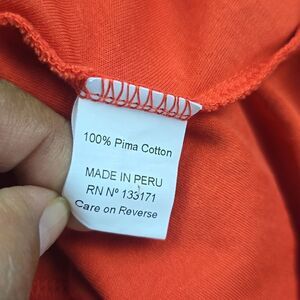 100% Pima Cotton
MADE IN PERU
RN Nº 133171
Care on Reverse